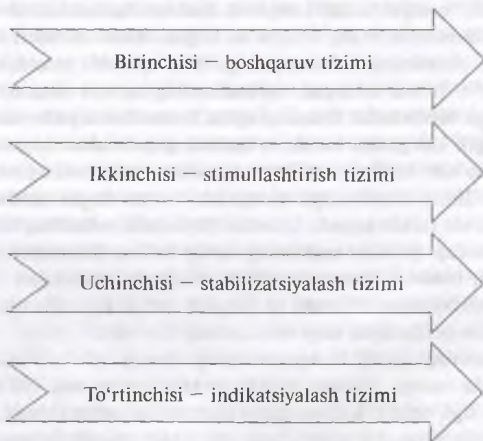 Birinchisi — boshqaruv tizimi
Ikkinchisi — stimullashtirish tizimi
Uchinchisi — stabilizatsiyalash tizimi
To‘rtinchisi — indikatsiyalash tizimi